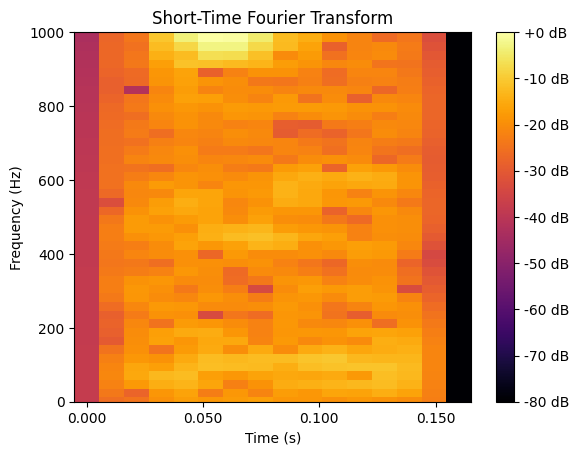 Short-Time Fourier Transform
Frequency (Hz)
1000
800
600
400
200
0
0.000
0.050
0.100
0.150
Time (s)
+0 dB
-10 dB
-20 dB
-30 dB
-40 dB
-50 dB
-60 dB
-70 dB
-80 dB